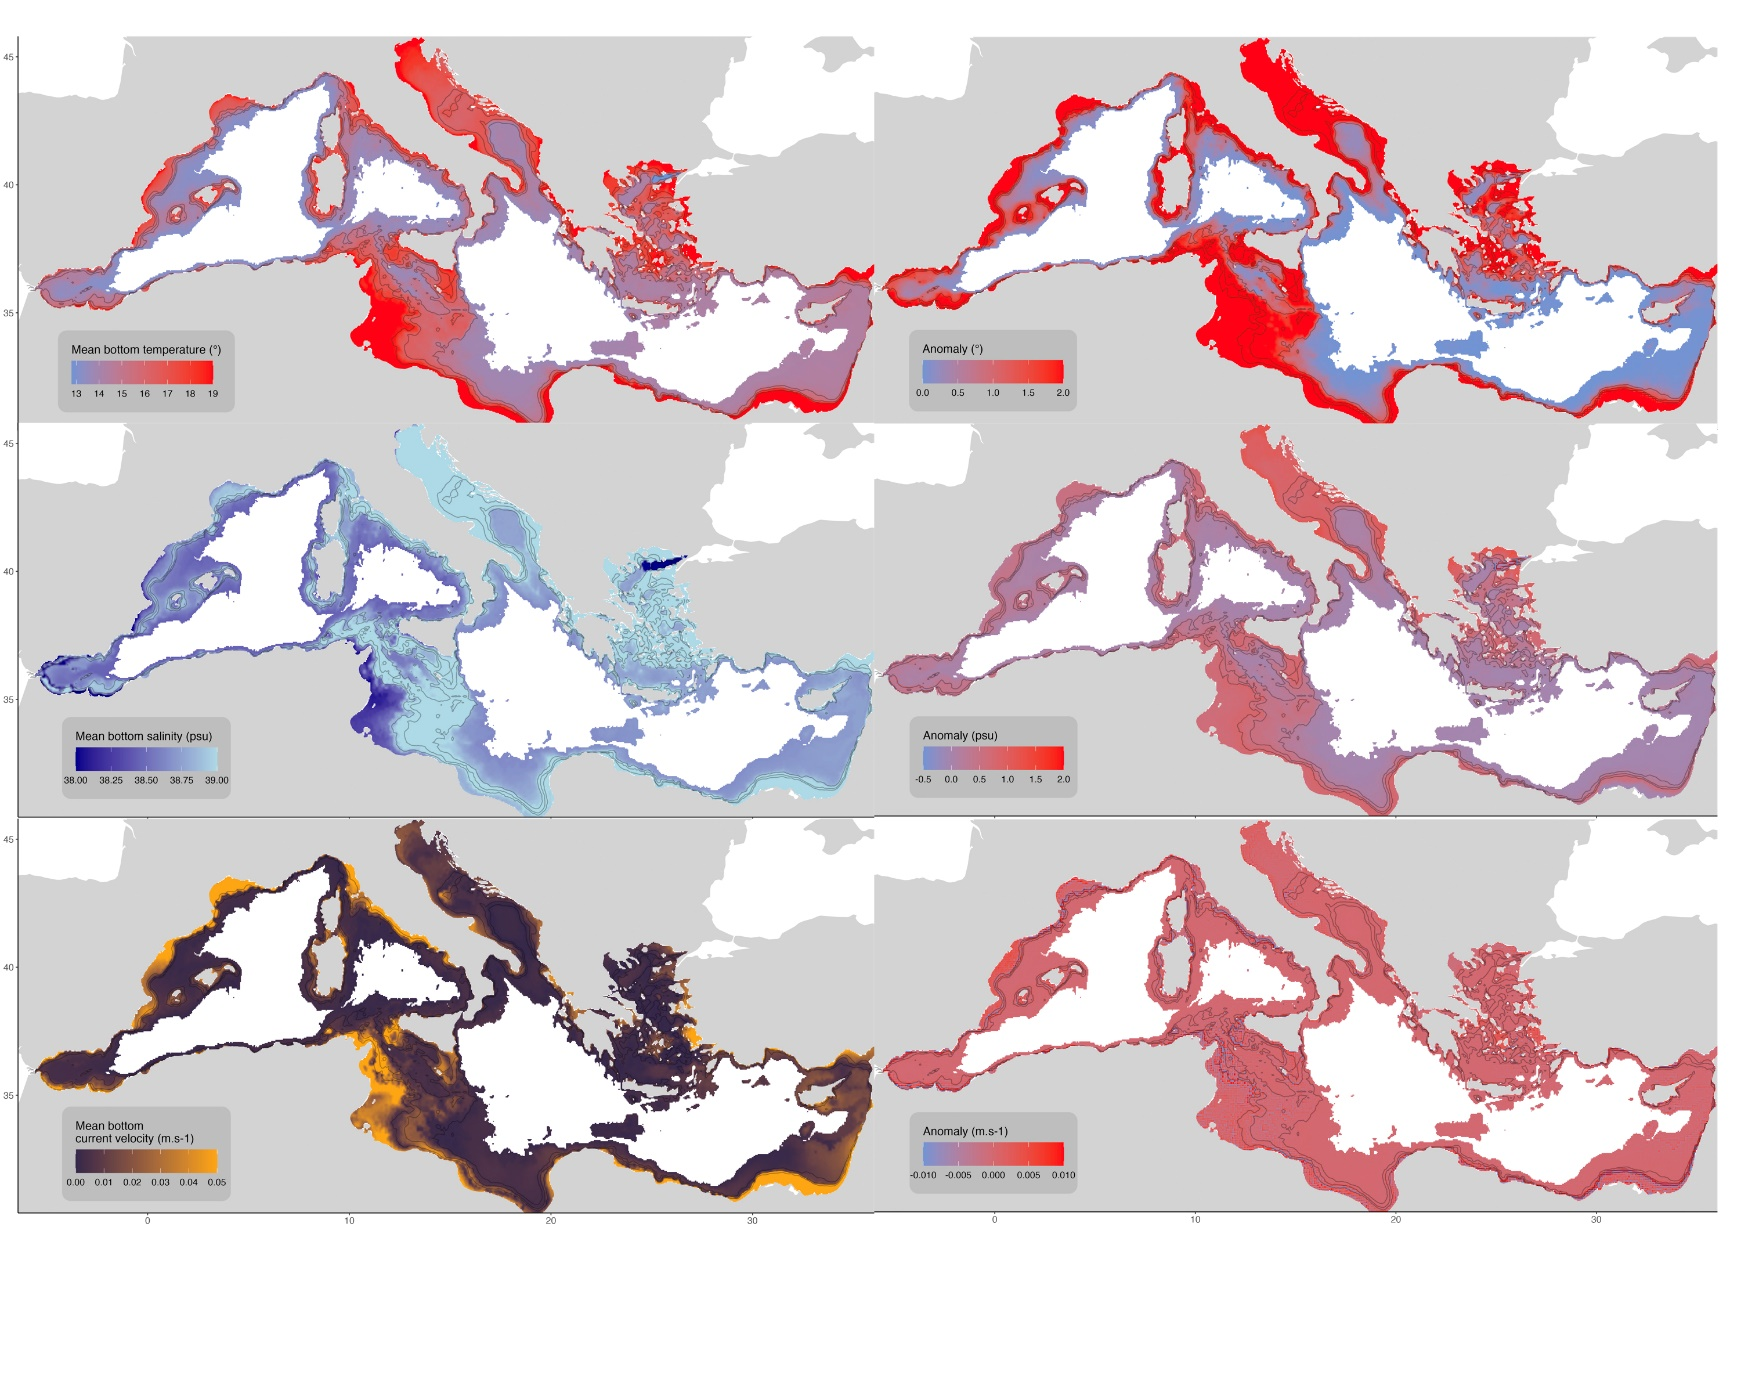 45
40
35
Mean bottom temperature (°)
13 14 15 16 17 18 19
Anomaly (°)
0.0 0.5 1.0 1.5 2.0
45
40
35
Mean bottom salinity (psu)
38.00 38.25 38.50 38.75 39.00
Anomaly (psu)
-0.5 0.0 0.5 1.0 1.5 2.0
45
40
35
Mean bottom
current velocity (m.s-1)
0.00 0.01 0.02 0.03 0.04 0.05
Anomaly (m.s-1)
-0.010 -0.005 0.000 0.005 0.010
0 10 20 30
0 10 20 30